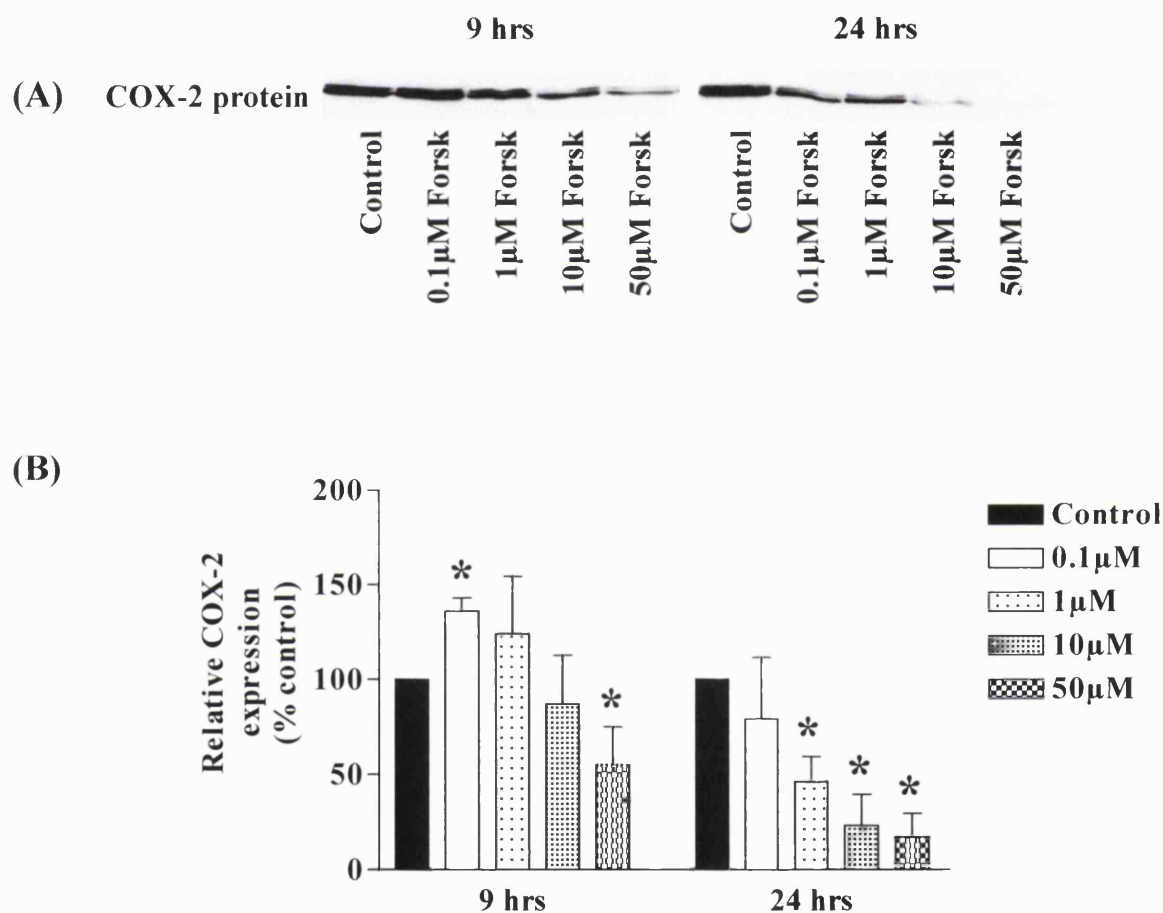 9 hrs
24 hrs
(A)
COX-2 protein
Control
0.1µM Forsk
1µM Forsk
10µM Forsk
50µM Forsk
Control
0.1µM Forsk
1µM Forsk
10µM Forsk
50µM Forsk
(B)
Relative COX-2
expression
(% control)
200
150
100
50
0
*
*
*
*
*
9 hrs
24 hrs
Control
0.1µM
1µM
10µM
50µM